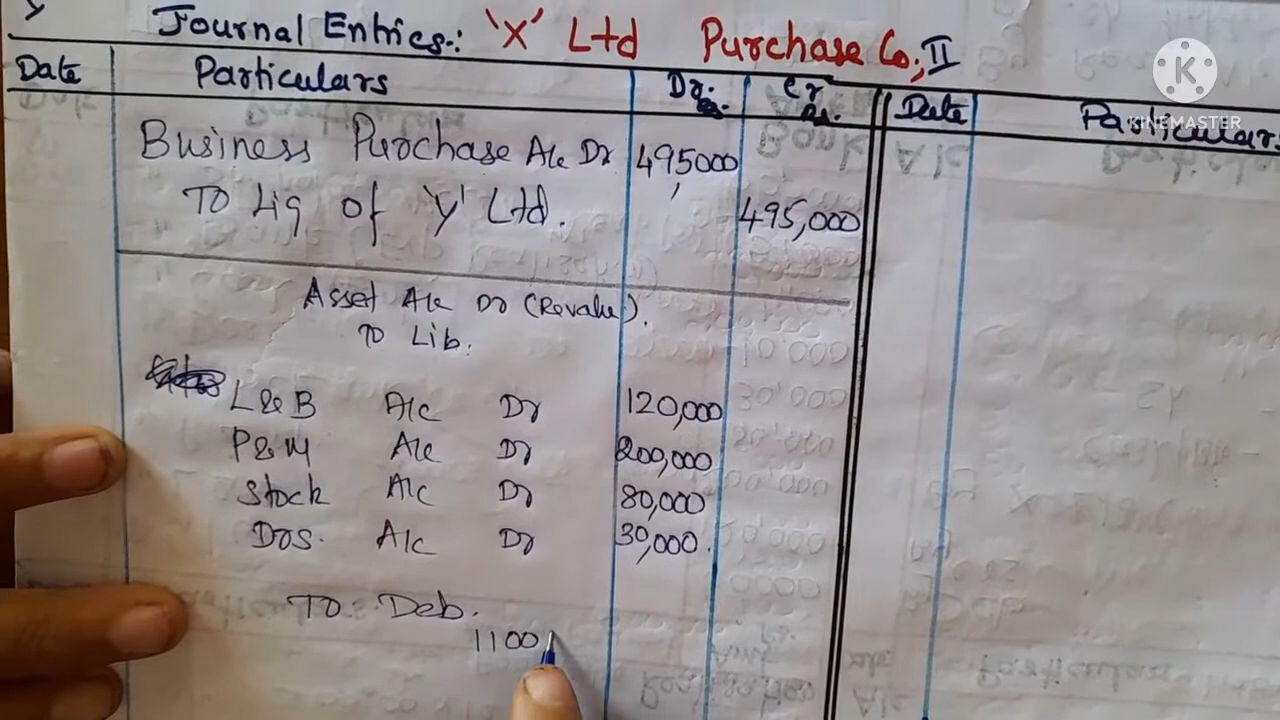 Journal Entries:. 'X' Ltd Purchase Co; II
Date Particulars Dr. Rs. Cr Rs. Date Particulars
KINEMASTER
Business Purchase A/c Dr 495000
To Liq of 'Y' Ltd. 495,000
Asset A/c Dr (Revalue).
To Lib.
L&B A/c Dr 120,000
P&M A/c Dr 200,000
Stock A/c Dr 80,000
Drs. A/c Dr 30,000.
To Deb.
1100